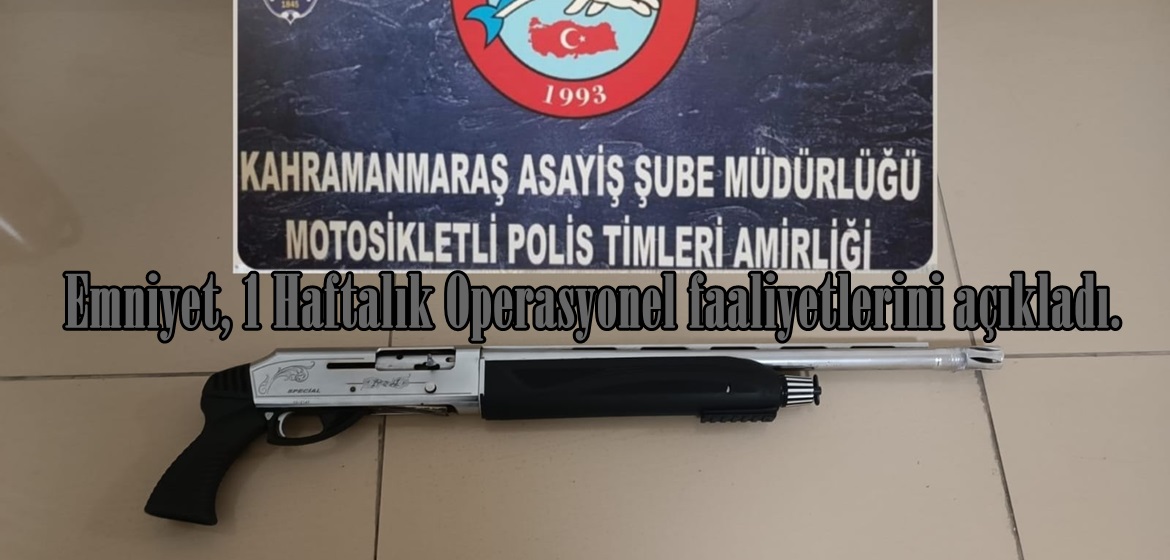 1845
1993
KAHRAMANMARAŞ ASAYİŞ ŞUBE MÜDÜRLÜĞÜ
MOTOSİKLETLİ POLİS TİMLERİ AMİRLİĞİ
Emniyet, 1 Haftalık Operasyonel faaliyetlerini açıkladı.
SPECIAL